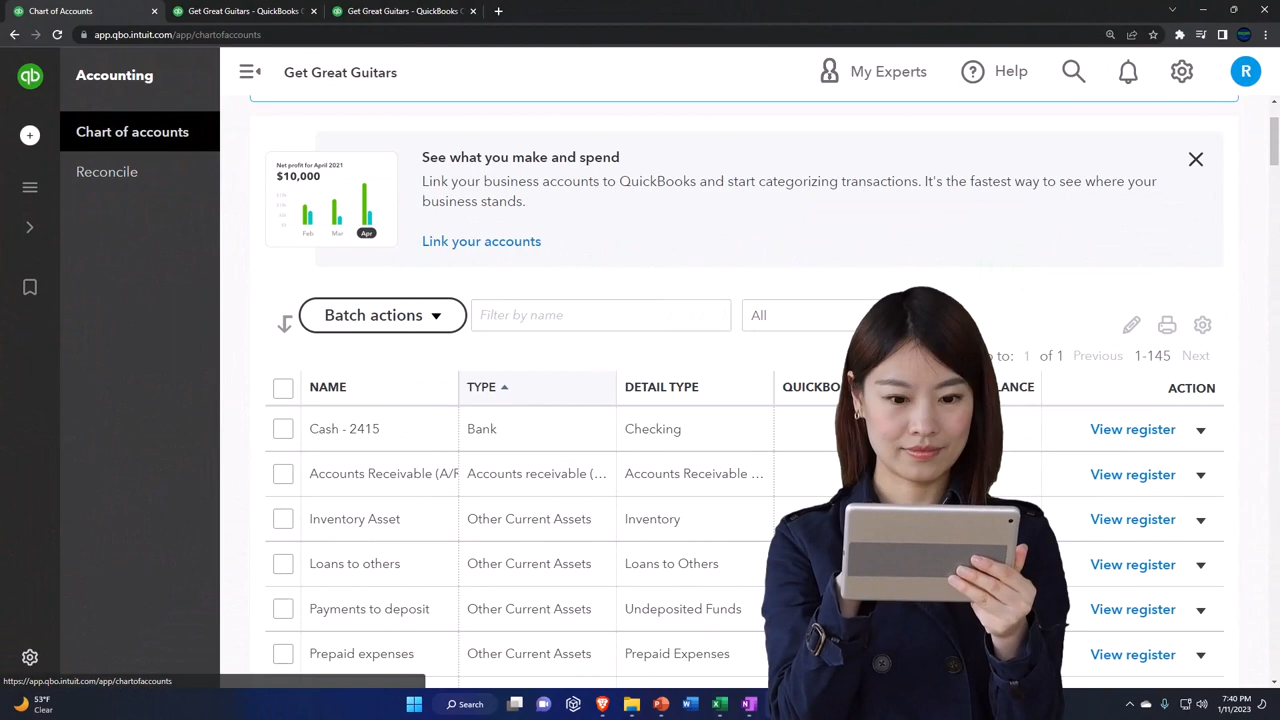 Chart of Accounts
Get Great Guitars - QuickBooks
Get Great Guitars - QuickBooks
app.qbo.intuit.com/app/chartofaccounts
qb
Accounting
Get Great Guitars
My Experts
Help
R
Chart of accounts
Reconcile
Net profit for April 2021
$10,000
Feb
Mar
Apr
See what you make and spend
Link your business accounts to QuickBooks and start categorizing transactions. It's the fastest way to see where your
business stands.
Link your accounts
Batch actions
Filter by name
All
to: 1 of 1 Previous 1-145 Next
NAME TYPE DETAIL TYPE QUICKBO LANCE ACTION
Cash - 2415 Bank Checking View register
Accounts Receivable (A/R Accounts receivable (... Accounts Receivable ... View register
Inventory Asset Other Current Assets Inventory View register
Loans to others Other Current Assets Loans to Others View register
Payments to deposit Other Current Assets Undeposited Funds View register
Prepaid expenses Other Current Assets Prepaid Expenses View register
https://app.qbo.intuit.com/app/chartofaccounts
53°F
Clear
Search
7:40 PM
1/11/2023